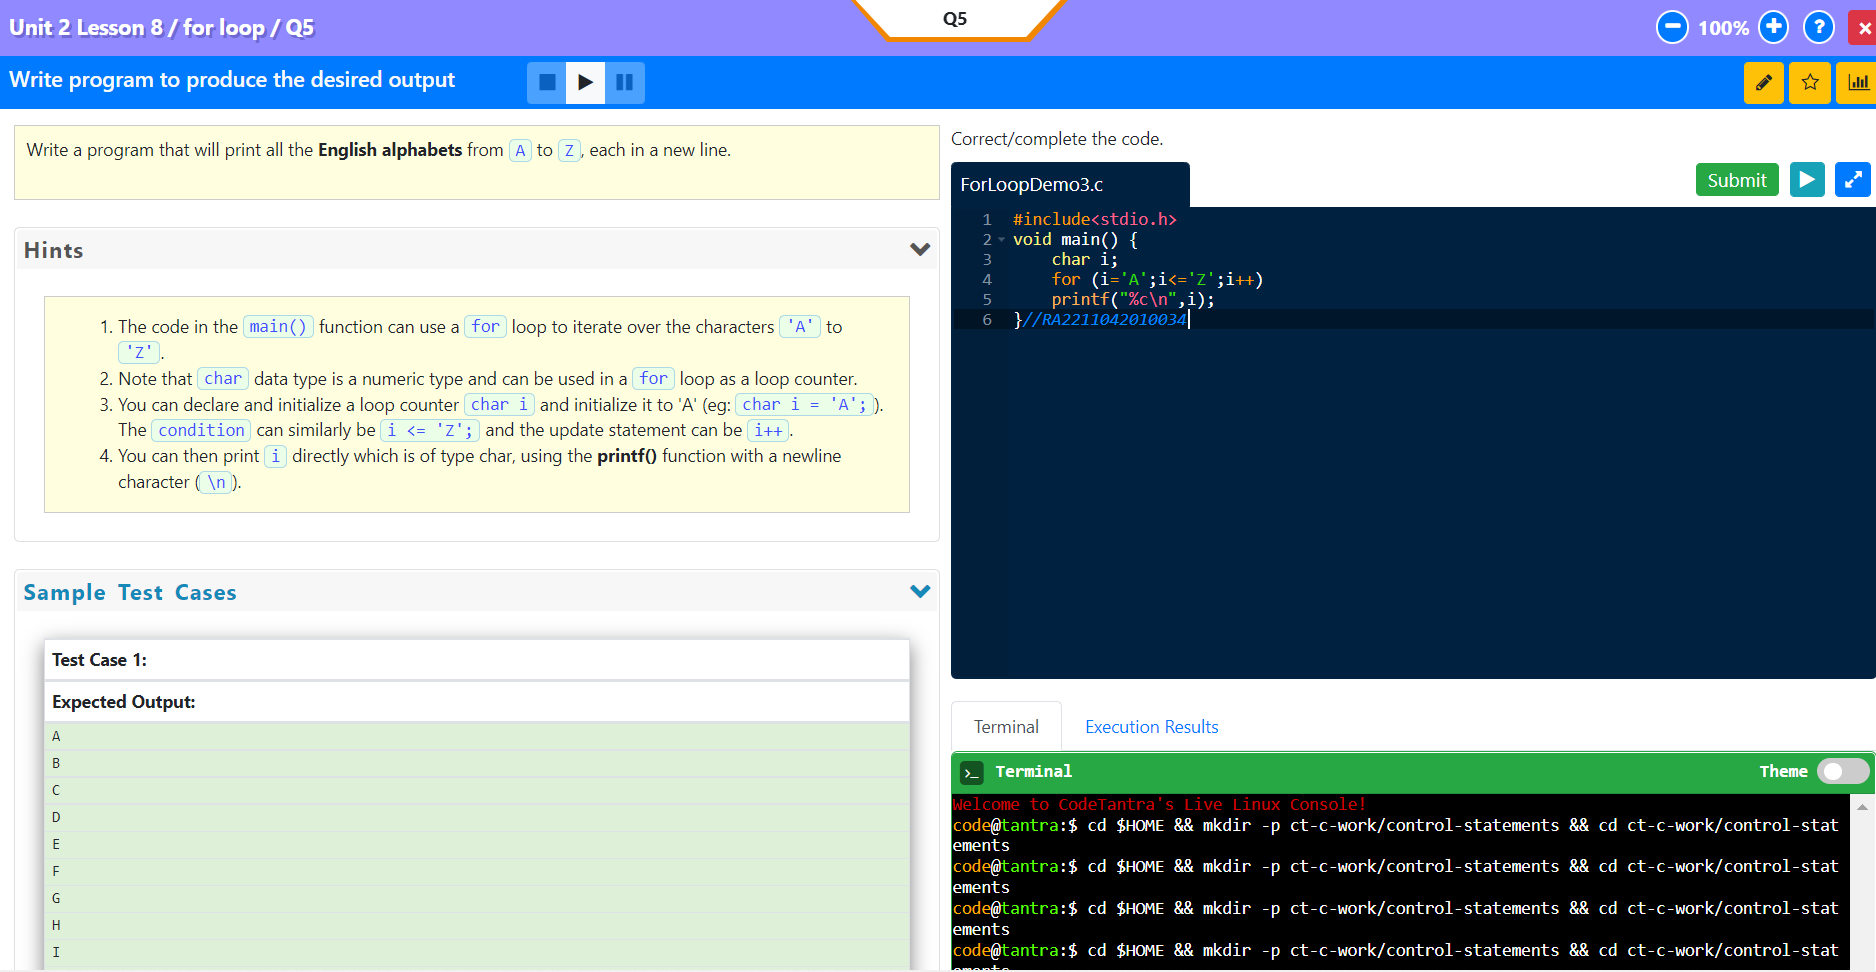 Unit 2 Lesson 8 / for loop / Q5
Q5
100%
?
Write program to produce the desired output
Write a program that will print all the English alphabets from A to Z, each in a new line.
Hints
1. The code in the main() function can use a for loop to iterate over the characters 'A' to
'Z'.
2. Note that char data type is a numeric type and can be used in a for loop as a loop counter.
3. You can declare and initialize a loop counter char i and initialize it to 'A' (eg: char i = 'A'; ).
The condition can similarly be i <= 'Z'; and the update statement can be i++.
4. You can then print i directly which is of type char, using the printf() function with a newline
character ( \n ).
Sample Test Cases
Test Case 1:
Expected Output:
A
B
C
D
E
F
G
H
I
Correct/complete the code.
ForLoopDemo3.c
Submit
1 #include<stdio.h>
2 void main() {
3 char i;
4 for (i='A';i<='Z';i++)
5 printf("%c\n",i);
6 }//RA2211042010034
Terminal
Execution Results
>_ Terminal
Theme
Welcome to CodeTantra's Live Linux Console!
code@tantra:$ cd $HOME && mkdir -p ct-c-work/control-statements && cd ct-c-work/control-stat
ements
code@tantra:$ cd $HOME && mkdir -p ct-c-work/control-statements && cd ct-c-work/control-stat
ements
code@tantra:$ cd $HOME && mkdir -p ct-c-work/control-statements && cd ct-c-work/control-stat
ements
code@tantra:$ cd $HOME && mkdir -p ct-c-work/control-statements && cd ct-c-work/control-stat
ements